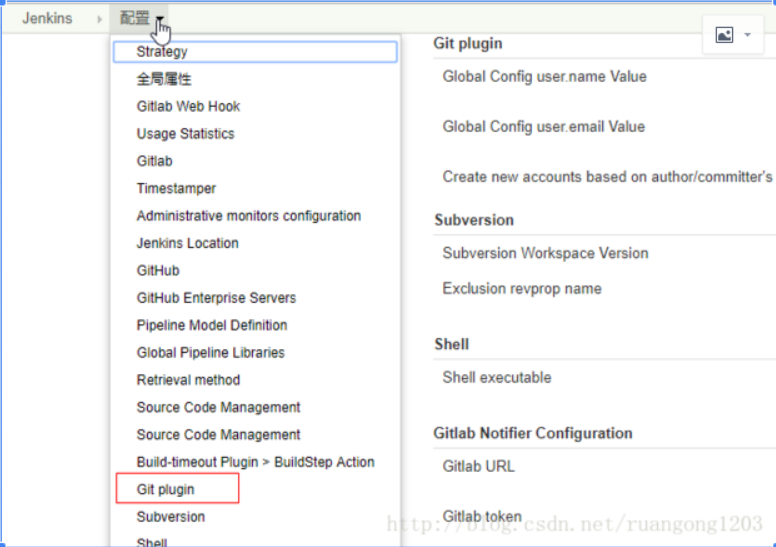 Jenkins
配置
Strategy
全局属性
Gitlab Web Hook
Usage Statistics
Gitlab
Timestamper
Administrative monitors configuration
Jenkins Location
GitHub
GitHub Enterprise Servers
Pipeline Model Definition
Global Pipeline Libraries
Retrieval method
Source Code Management
Source Code Management
Build-timeout Plugin > BuildStep Action
Git plugin
Subversion
Shell
Git plugin
Global Config user.name Value
Global Config user.email Value
Create new accounts based on author/committer's
Subversion
Subversion Workspace Version
Exclusion revprop name
Shell
Shell executable
Gitlab Notifier Configuration
Gitlab URL
Gitlab token
http://blog.csdn.net/ruangong1203